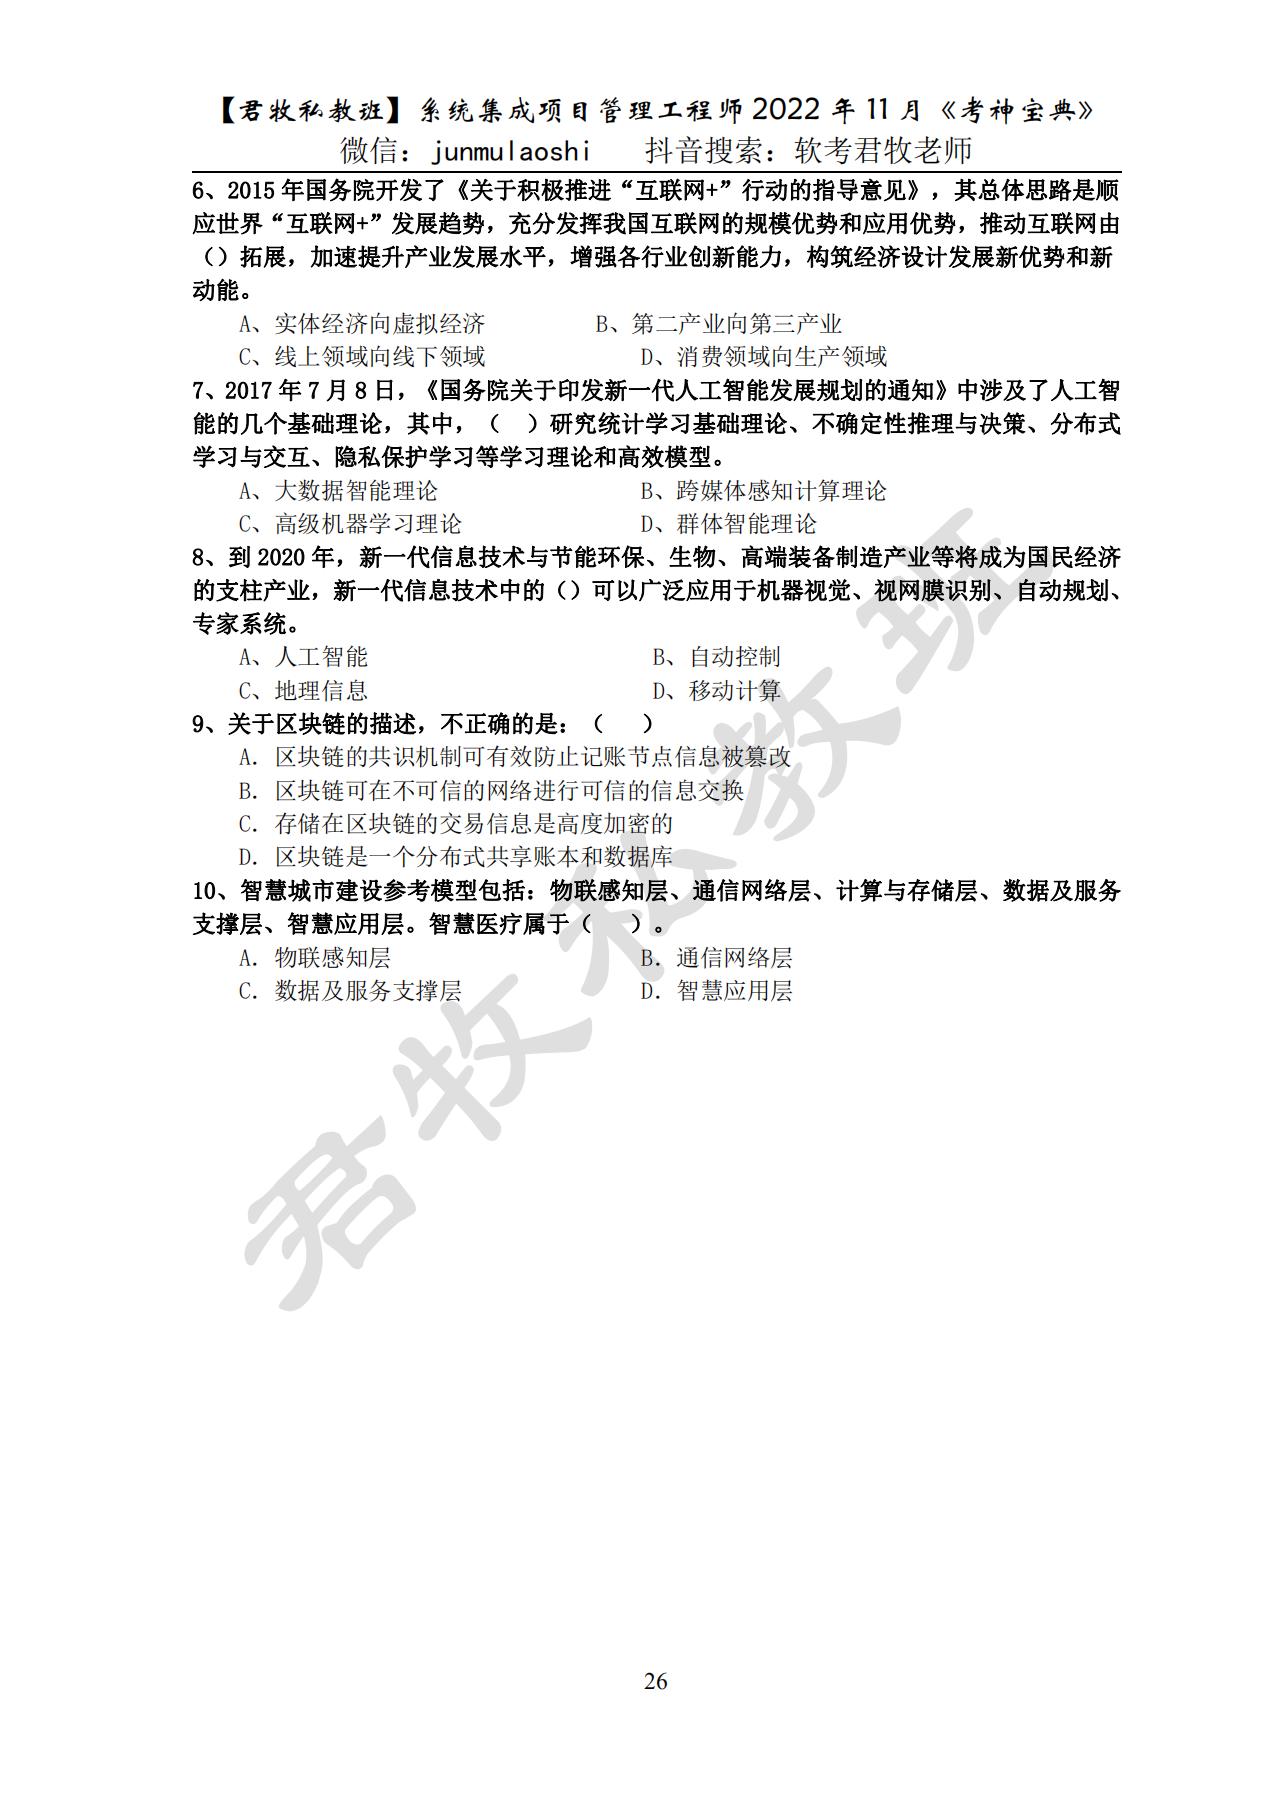 【君牧私教班】系统集成项目管理工程师2022年11月《考神宝典》
微信：junmulaoshi 抖音搜索：软考君牧老师
6、2015年国务院开发了《关于积极推进“互联网+”行动的指导意见》，其总体思路是顺
应世界“互联网+”发展趋势，充分发挥我国互联网的规模优势和应用优势，推动互联网由
（）拓展，加速提升产业发展水平，增强各行业创新能力，构筑经济设计发展新优势和新
动能。
A、实体经济向虚拟经济 B、第二产业向第三产业
C、线上领域向线下领域 D、消费领域向生产领域
7、2017年7月8日，《国务院关于印发新一代人工智能发展规划的通知》中涉及了人工智
能的几个基础理论，其中，（ ）研究统计学习基础理论、不确定性推理与决策、分布式
学习与交互、隐私保护学习等学习理论和高效模型。
A、大数据智能理论 B、跨媒体感知计算理论
C、高级机器学习理论 D、群体智能理论
8、到2020年，新一代信息技术与节能环保、生物、高端装备制造产业等将成为国民经济
的支柱产业，新一代信息技术中的（）可以广泛应用于机器视觉、视网膜识别、自动规划、
专家系统。
A、人工智能 B、自动控制
C、地理信息 D、移动计算
9、关于区块链的描述，不正确的是：（ ）
A．区块链的共识机制可有效防止记账节点信息被篡改
B．区块链可在不可信的网络进行可信的信息交换
C．存储在区块链的交易信息是高度加密的
D．区块链是一个分布式共享账本和数据库
10、智慧城市建设参考模型包括：物联感知层、通信网络层、计算与存储层、数据及服务
支撑层、智慧应用层。智慧医疗属于（ ）。
A．物联感知层 B．通信网络层
C．数据及服务支撑层 D．智慧应用层
君牧私教班
26